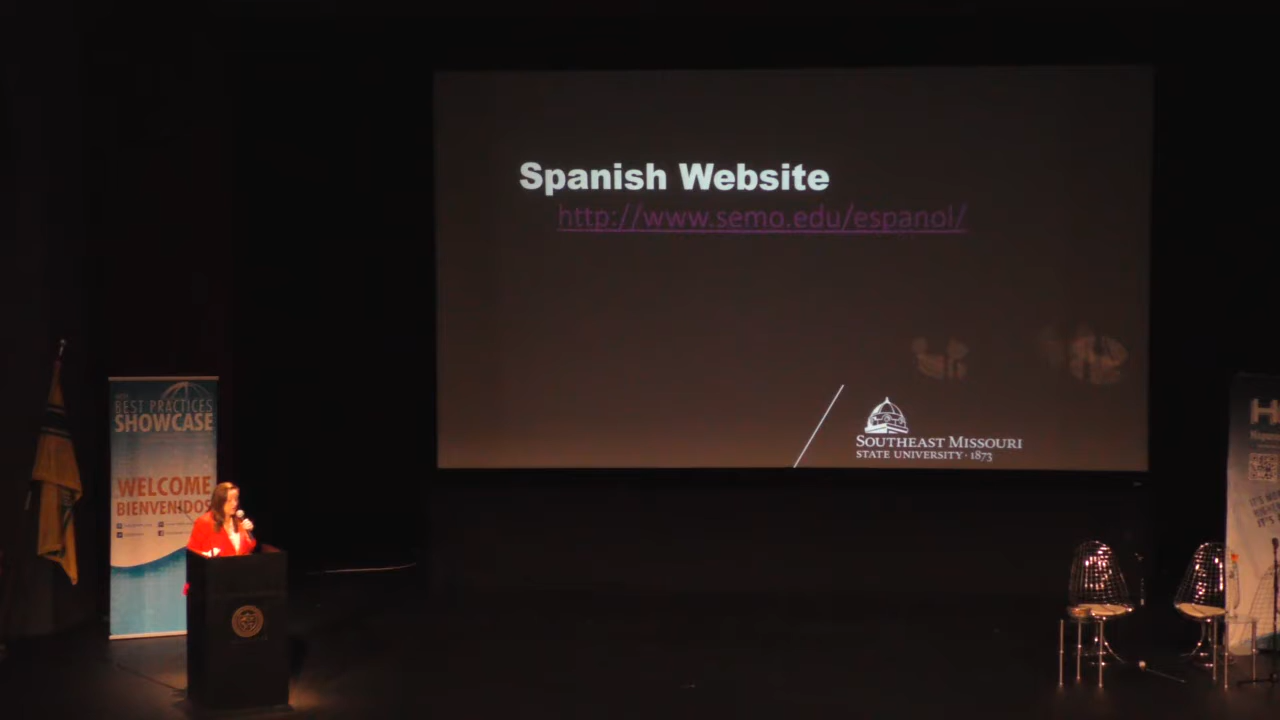 Spanish Website
http://www.semo.edu/espanol/
SOUTHEAST MISSOURI
STATE UNIVERSITY · 1873
BEST PRACTICES
SHOWCASE
WELCOME
BIENVENIDOS
H